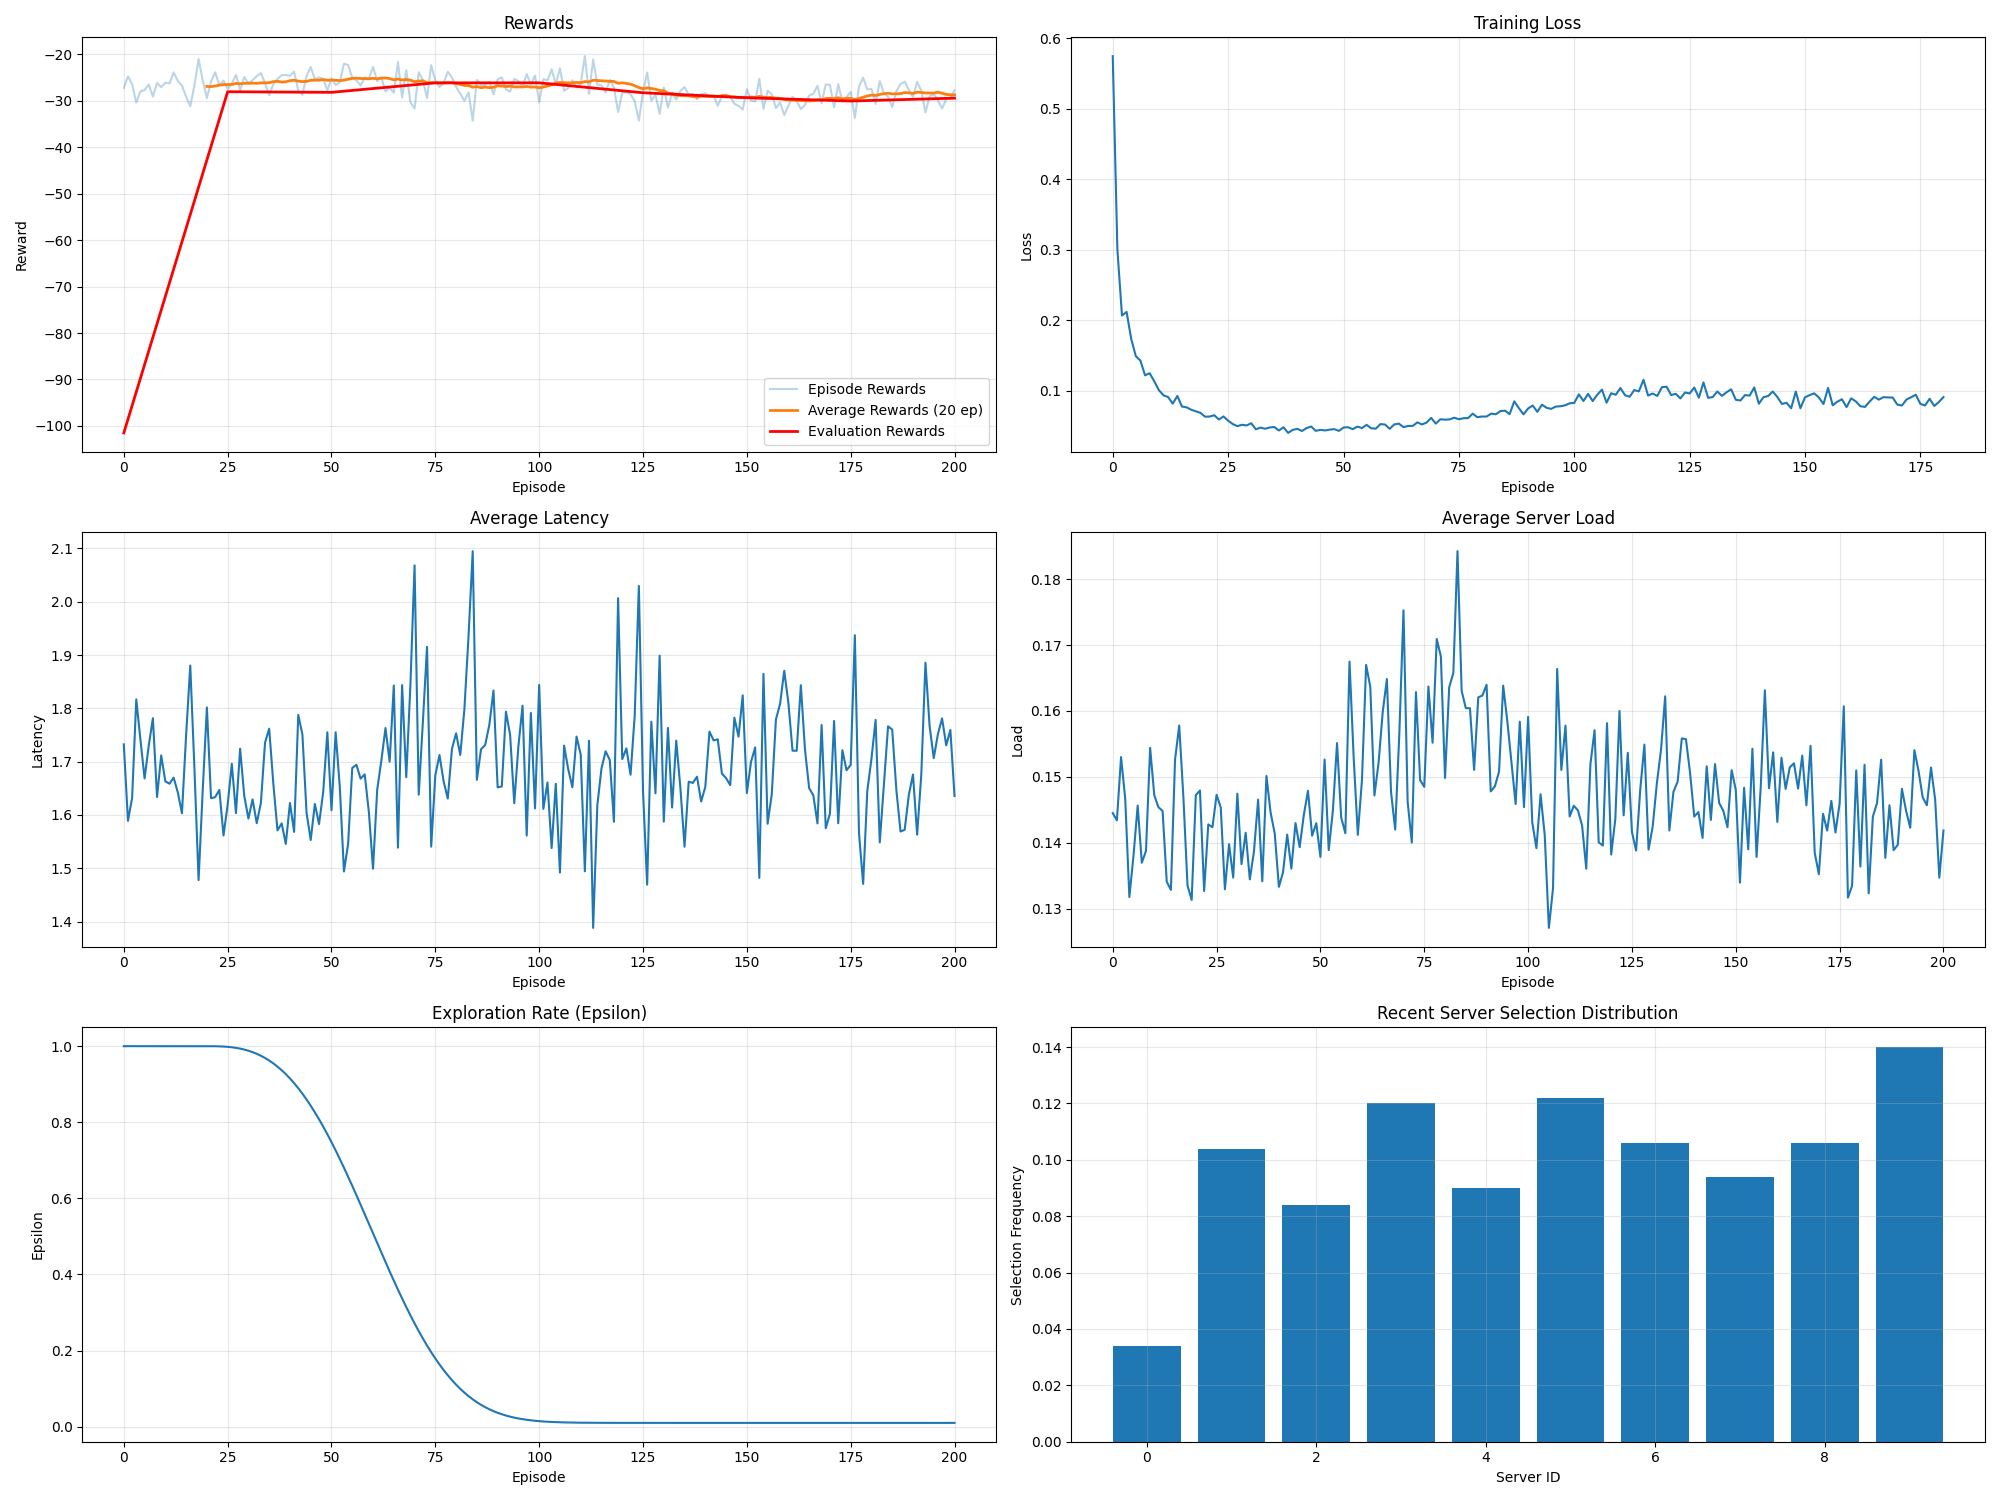 Rewards
−20
−30
−40
−50
−60
−70
−80
−90
−100
Reward
Episode Rewards
Average Rewards (20 ep)
Evaluation Rewards
0 25 50 75 100 125 150 175 200
Episode
Training Loss
0.6
0.5
0.4
0.3
0.2
0.1
Loss
0 25 50 75 100 125 150 175
Episode
Average Latency
2.1
2.0
1.9
1.8
1.7
1.6
1.5
1.4
Latency
0 25 50 75 100 125 150 175 200
Episode
Average Server Load
0.18
0.17
0.16
0.15
0.14
0.13
Load
0 25 50 75 100 125 150 175 200
Episode
Exploration Rate (Epsilon)
1.0
0.8
0.6
0.4
0.2
0.0
Epsilon
0 25 50 75 100 125 150 175 200
Episode
Recent Server Selection Distribution
0.14
0.12
0.10
0.08
0.06
0.04
0.02
0.00
Selection Frequency
0 2 4 6 8
Server ID